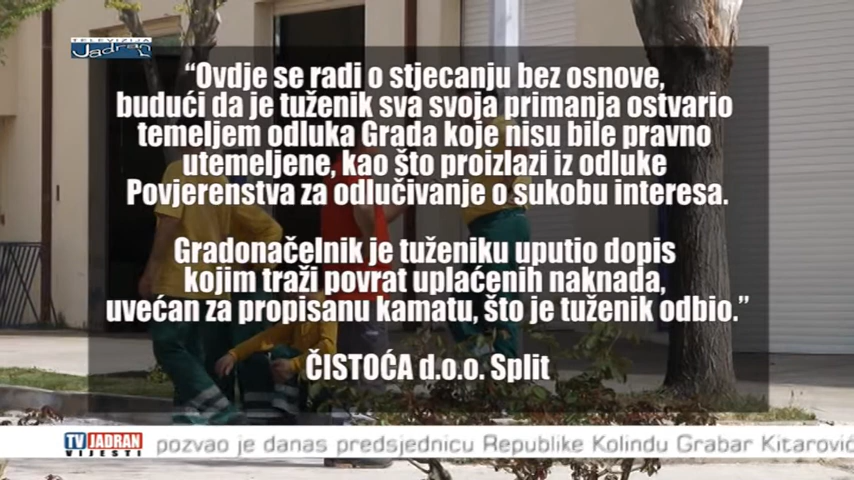 TELEVIZIJA
Jadran
“Ovdje se radi o stjecanju bez osnove,
budući da je tuženik sva svoja primanja ostvario
temeljem odluka Grada koje nisu bile pravno
utemeljene, kao što proizlazi iz odluke
Povjerenstva za odlučivanje o sukobu interesa.
Gradonačelnik je tuženiku uputio dopis
kojim traži povrat uplaćenih naknada,
uvećan za propisanu kamatu, što je tuženik odbio.”
ČISTOĆA d.o.o. Split
TV JADRAN
VIJESTI
pozvao je danas predsjednicu Republike Kolindu Grabar Kitarović